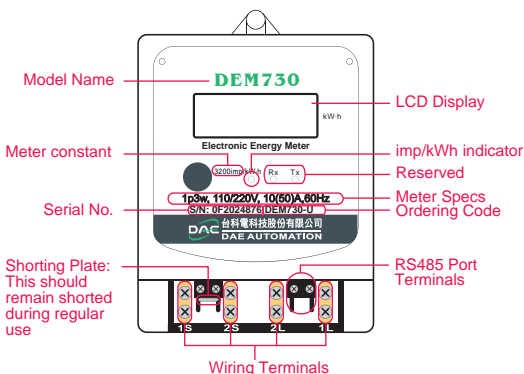 Model Name
DEM730
LCD Display
kW·h
Electronic Energy Meter
Meter constant
3200imp/kW·h
Rx Tx
imp/kWh indicator
Reserved
1p3w, 110/220V, 10(50)A,60Hz
Meter Specs
Serial No.
S/N: 0F2024876 DEM730-U
Ordering Code
DAE
台科電科技股份有限公司
DAE AUTOMATION
Shorting Plate:
This should
remain shorted
during regular
use
RS485 Port
Terminals
1S 2S 2L 1L
Wiring Terminals